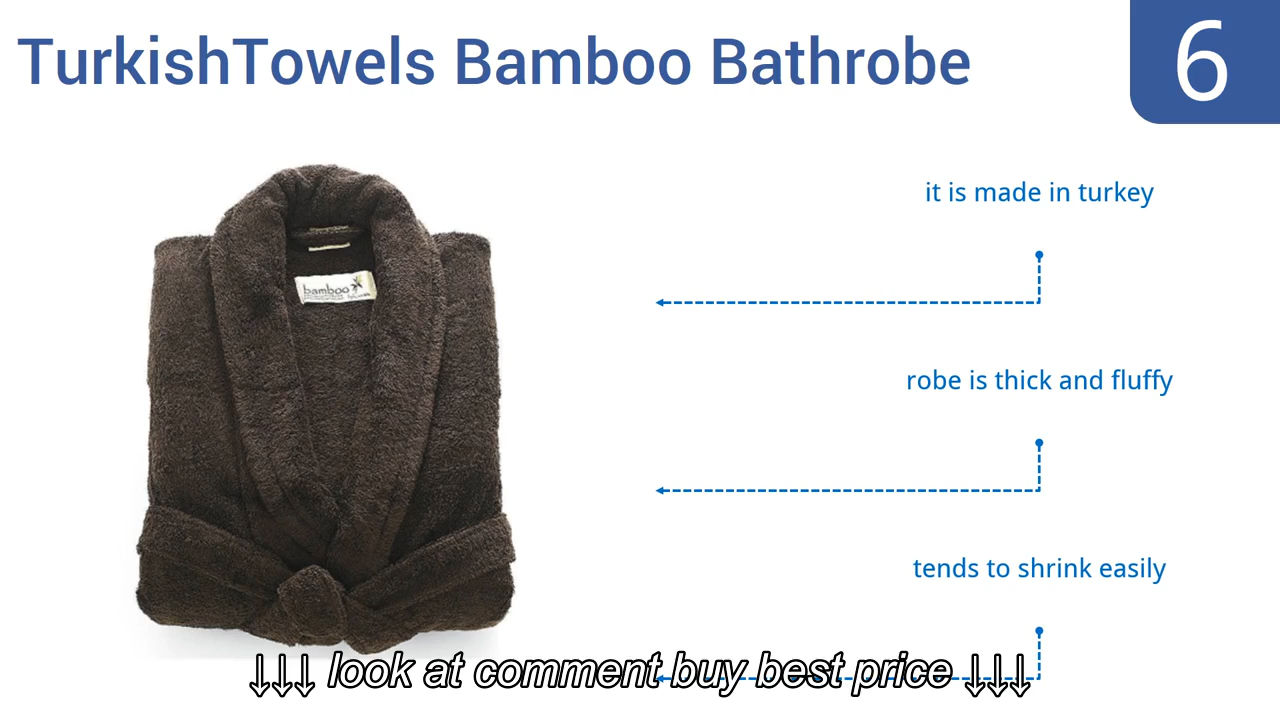 TurkishTowels Bamboo Bathrobe
6
it is made in turkey
bamboo
robe is thick and fluffy
tends to shrink easily
↓↓↓ look at comment buy best price ↓↓↓